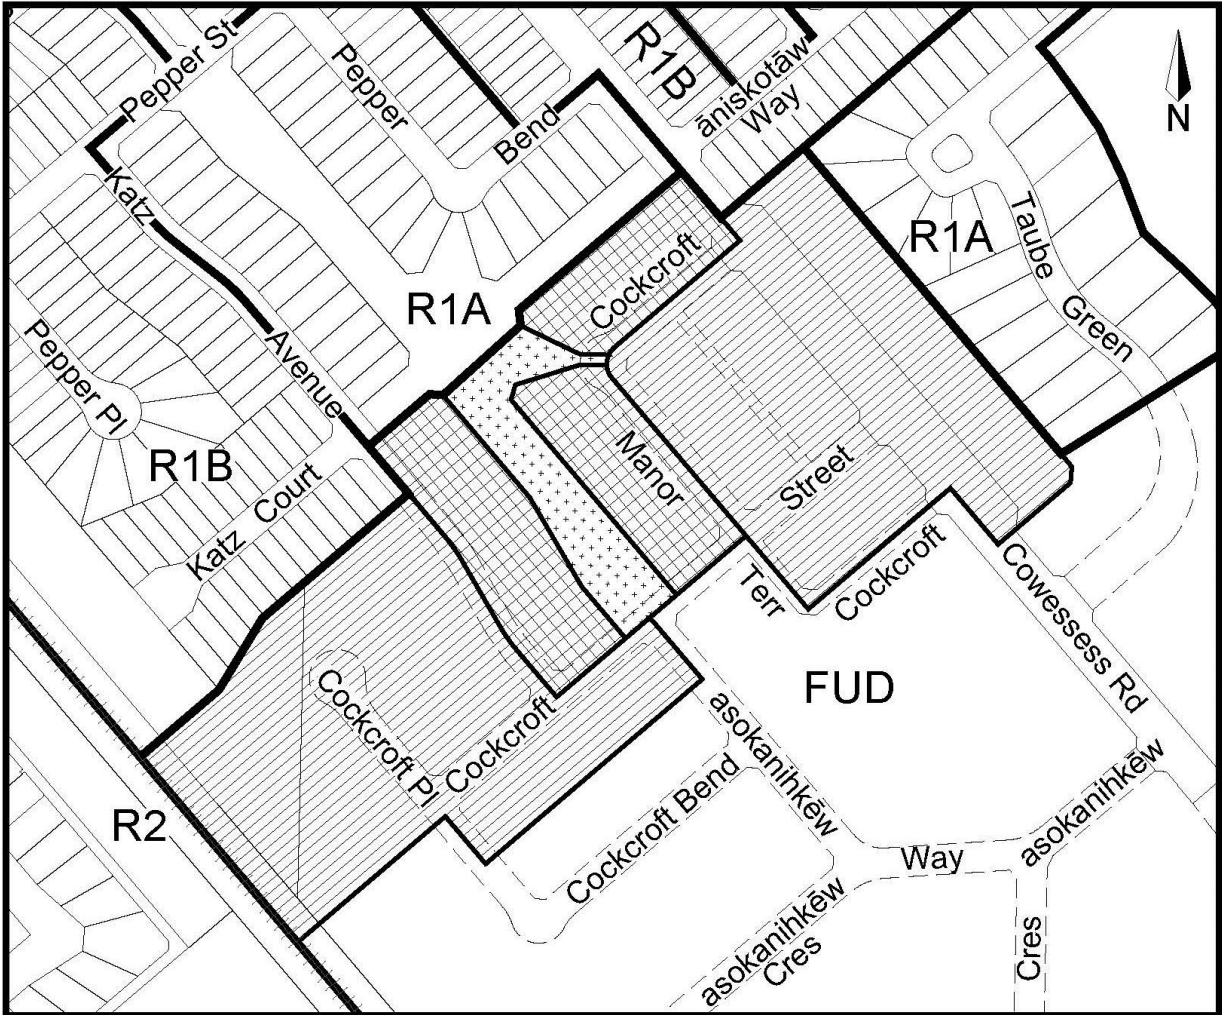 Pepper St
Pepper
Bend
R1B
āniskotāw
Way
N
Katz
Avenue
R1A
Cockcroft
R1A
Taube
Green
Pepper Pl
R1B
Katz Court
Manor
Street
Terr
Cockcroft
Cowessess Rd
FUD
Cockcroft Pl
Cockcroft
asokanihkēw
Cockcroft Bend
R2
Way
asokanihkēw
asokanihkēw
Cres
Cres